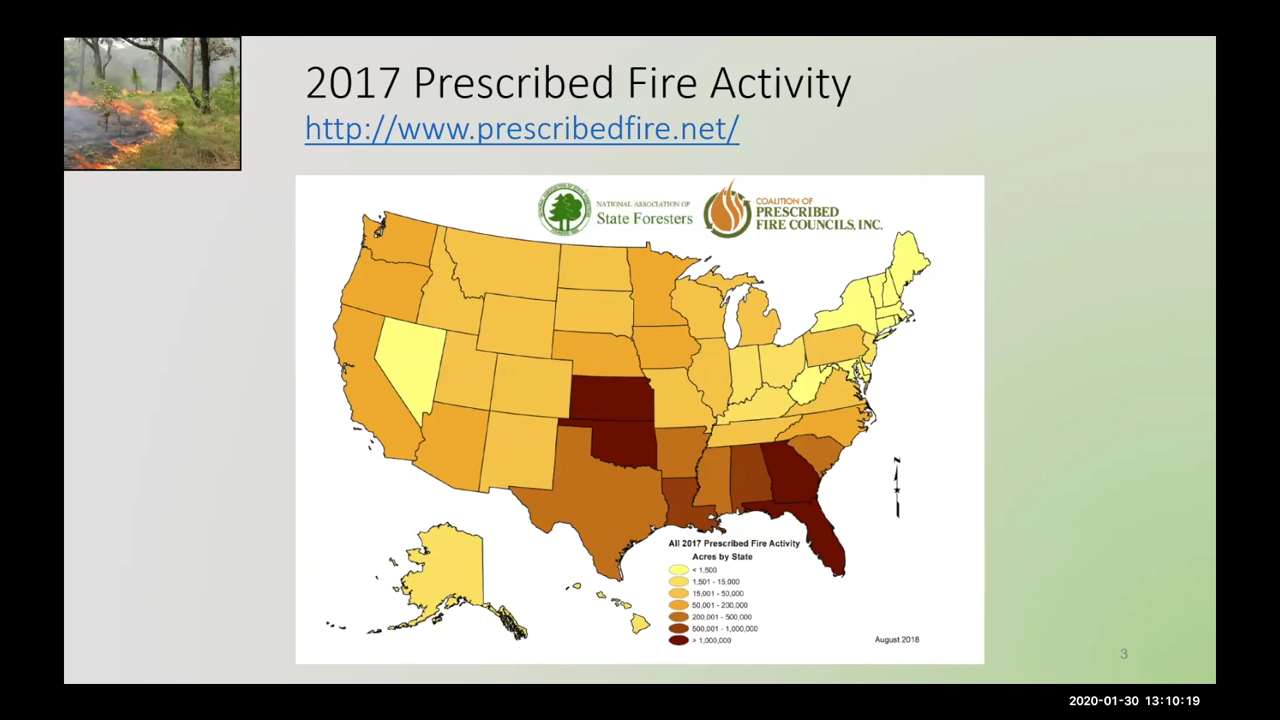 2017 Prescribed Fire Activity
http://www.prescribedfire.net/
NATIONAL ASSOCIATION OF
State Foresters
COALITION OF
PRESCRIBED
FIRE COUNCILS, INC.
N
All 2017 Prescribed Fire Activity
Acres by State
< 1,500
1,501 - 15,000
15,001 - 50,000
50,001 - 200,000
200,001 - 500,000
500,001 - 1,000,000
> 1,000,000
August 2018
3
2020-01-30 13:10:19